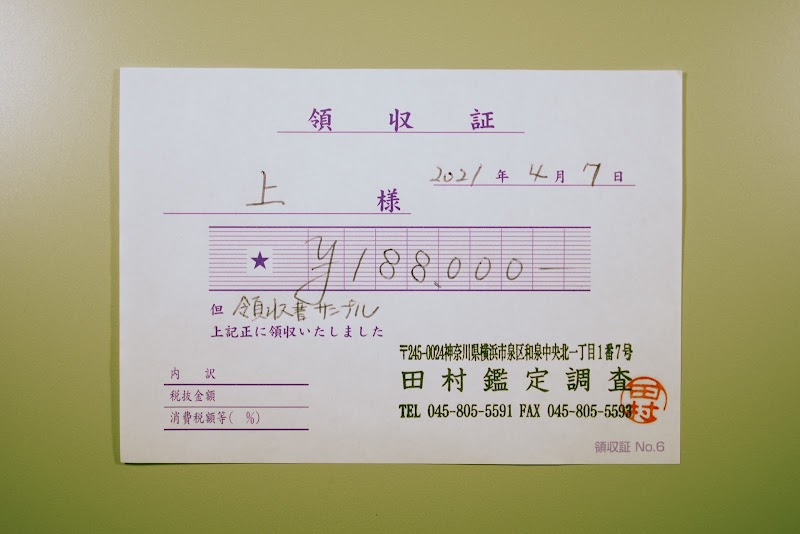 領収証
2021年4月7日
上様
★ ¥188,000-
但 領収書サンプル
上記正に領収いたしました
内訳
税抜金額
消費税額等( %)
〒245-0024神奈川県横浜市泉区和泉中央北一丁目1番7号
田村鑑定調査
TEL 045-805-5591 FAX 045-805-5593
田村
領収証 No.6